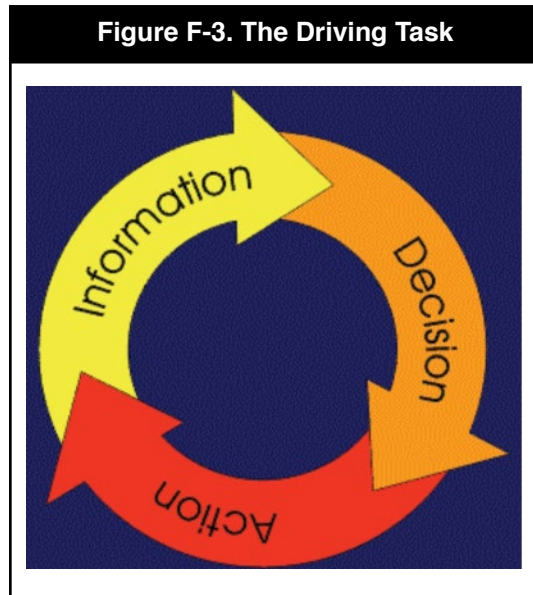 Figure F-3. The Driving Task
Information
Decision
Action